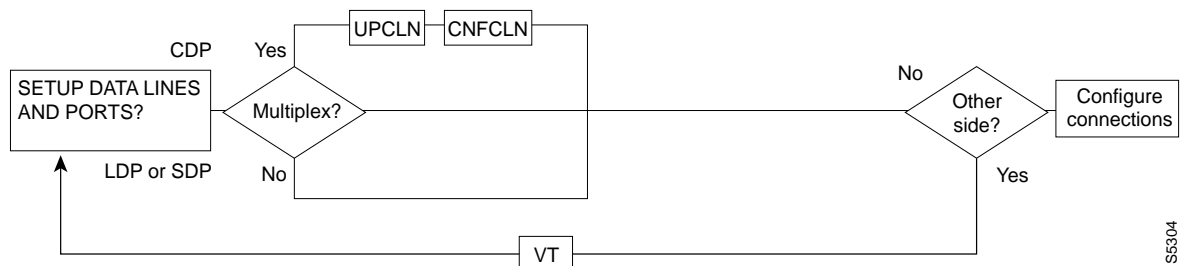 UPCLN
CNFCLN
CDP
Yes
SETUP DATA LINES
AND PORTS?
Multiplex?
LDP or SDP
No
No
Other
side?
Configure
connections
Yes
VT
S5304